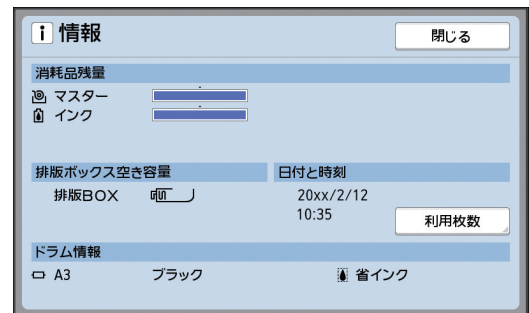 i 情報
閉じる
消耗品残量
マスター
インク
排版ボックス空き容量
日付と時刻
排版BOX
20xx/2/12
10:35
利用枚数
ドラム情報
A3 ブラック 省インク